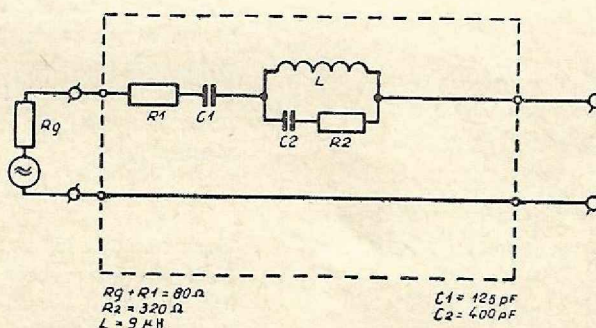 L
R1
C1
Rg
C2
R2
Rg + R1 = 80 Ω
R2 = 320 Ω
L = 9 µH
C1 = 125 pF
C2 = 400 pF